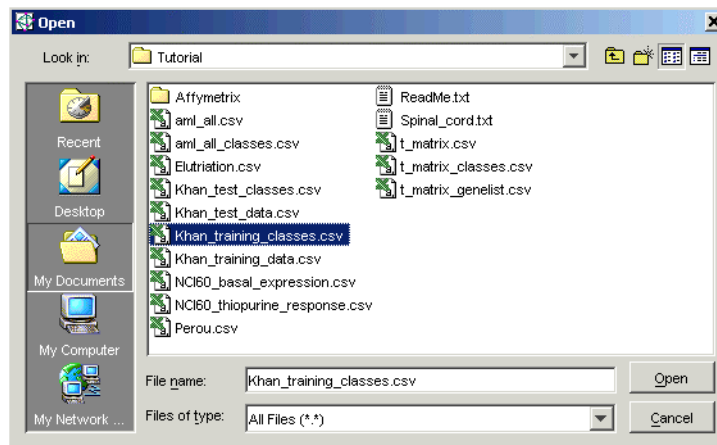 Open
Look in:
Tutorial
Recent
Desktop
My Documents
My Computer
My Network ...
Affymetrix
aml_all.csv
aml_all_classes.csv
Elutriation.csv
Khan_test_classes.csv
Khan_test_data.csv
Khan_training_classes.csv
Khan_training_data.csv
NCI60_basal_expression.csv
NCI60_thiopurine_response.csv
Perou.csv
ReadMe.txt
Spinal_cord.txt
t_matrix.csv
t_matrix_classes.csv
t_matrix_genelist.csv
File name:
Khan_training_classes.csv
Open
Files of type:
All Files (*.*)
Cancel